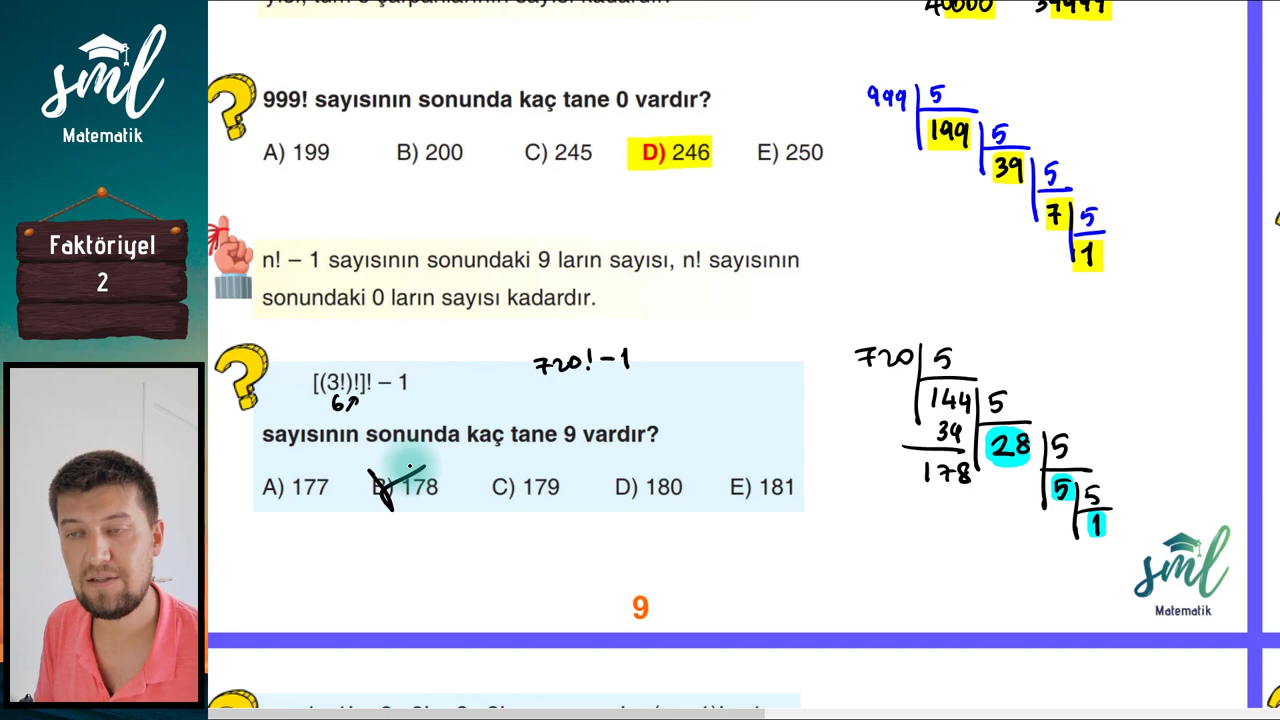 sml
Matematik
Faktöriyel
2
40000 39999
999! sayısının sonunda kaç tane 0 vardır?
A) 199 B) 200 C) 245 D) 246 E) 250
999 5
199 5
39 5
7 5
1
n! – 1 sayısının sonundaki 9 ların sayısı, n! sayısının
sonundaki 0 ların sayısı kadardır.
720! – 1
[(3!)!]! – 1
6
sayısının sonunda kaç tane 9 vardır?
A) 177 B) 178 C) 179 D) 180 E) 181
720 5
144 5
34 28 5
178 5 5
1
sml
Matematik
9